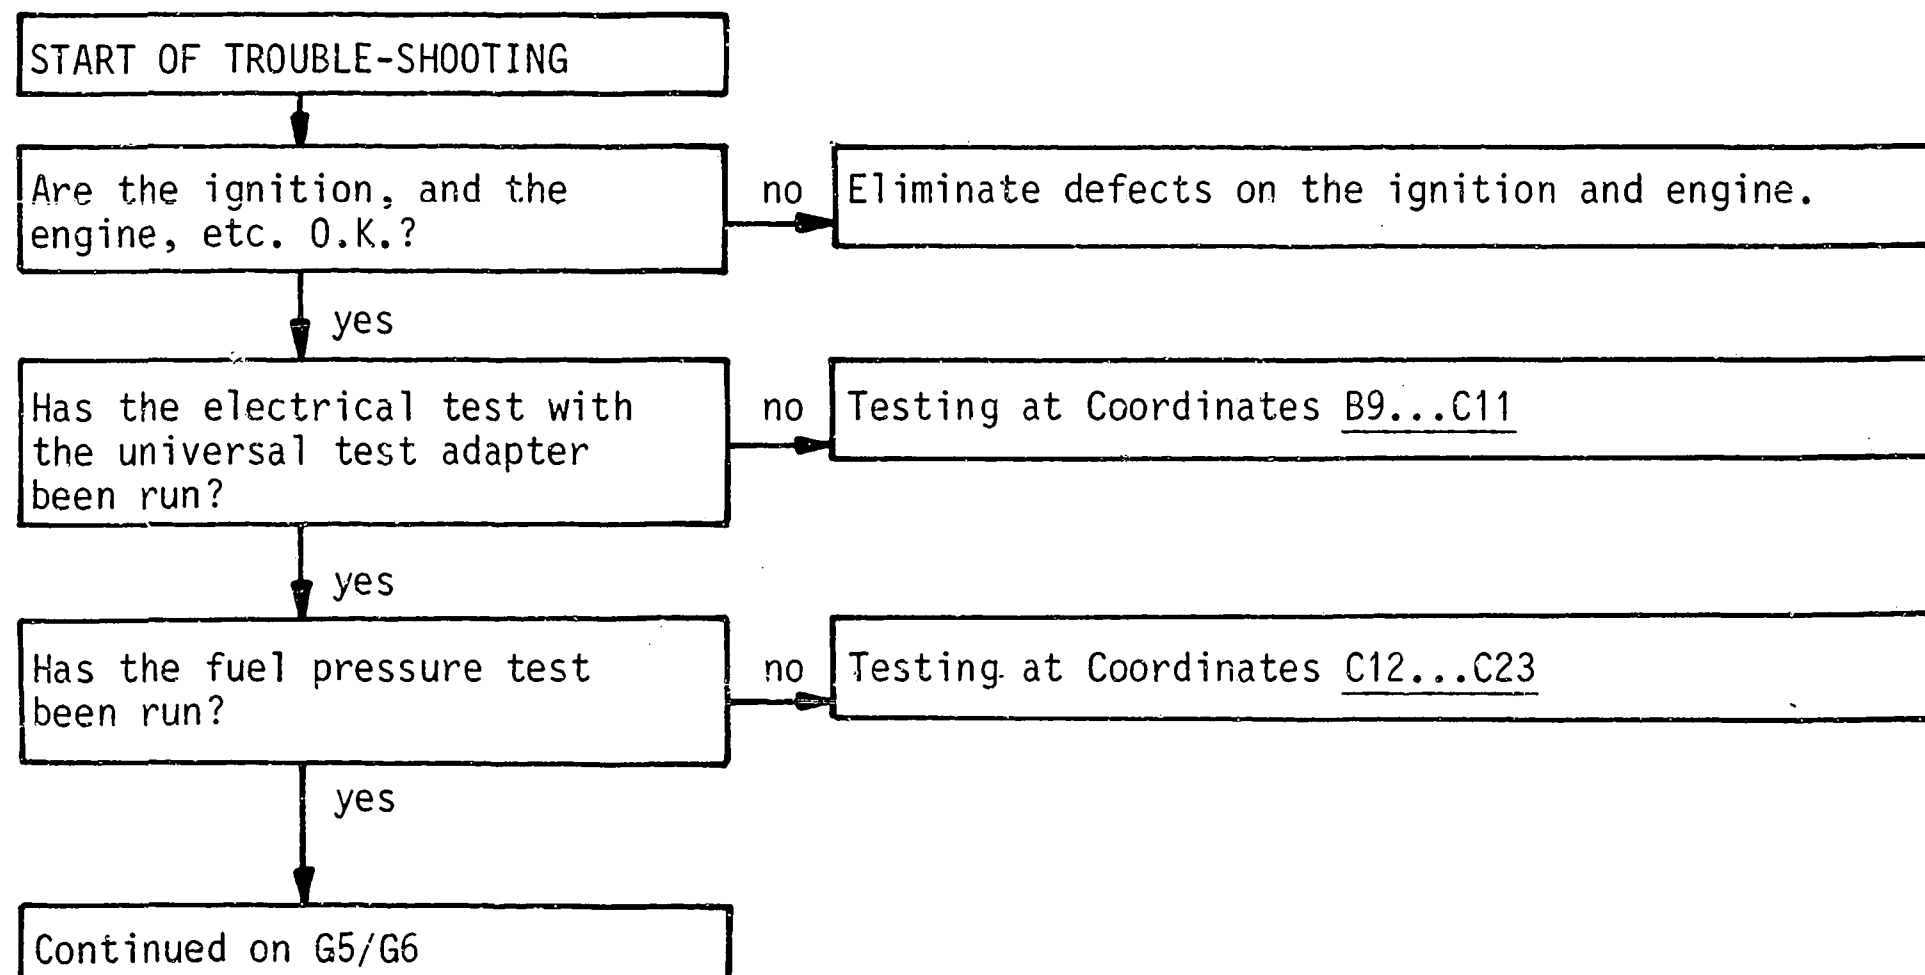 START OF TROUBLE-SHOOTING
Are the ignition, and the
engine, etc. O.K.?
no
Eliminate defects on the ignition and engine.
yes
Has the electrical test with
the universal test adapter
been run?
no
Testing at Coordinates B9...C11
yes
Has the fuel pressure test
been run?
no
Testing at Coordinates C12...C23
yes
Continued on G5/G6